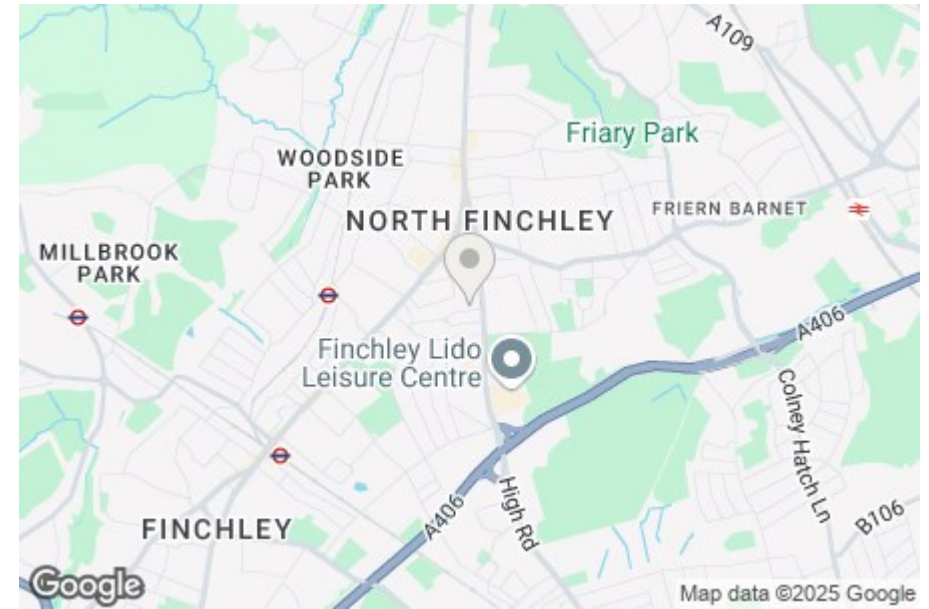 A109
Friary Park
WOODSIDE
PARK
FRIERN BARNET
NORTH FINCHLEY
MILLBROOK
PARK
A406
Finchley Lido
Leisure Centre
Colney Hatch Ln
High Rd
A406
B106
FINCHLEY
Google
Map data ©2025 Google